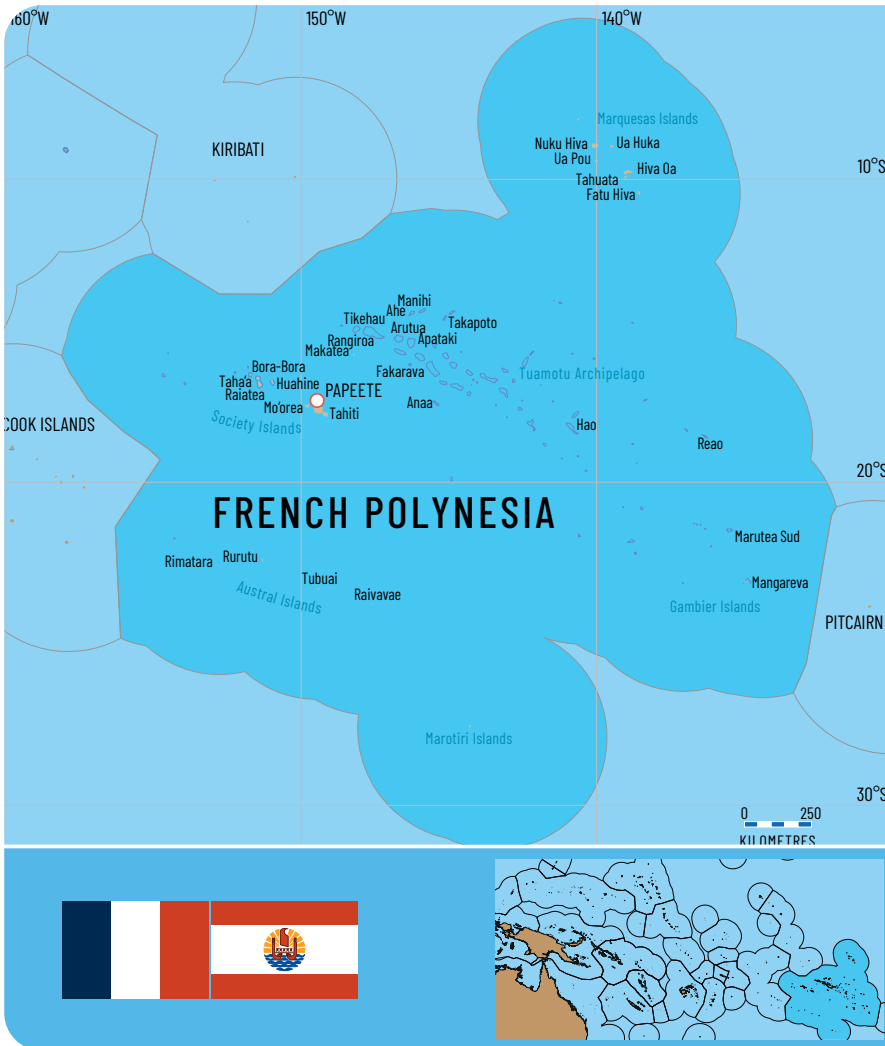 160°W
150°W
140°W
Marquesas Islands
Nuku Hiva
Ua Huka
KIRIBATI
Ua Pou
10°S
Hiva Oa
Tahuata
Fatu Hiva
Manihi
Ahe
Tikehau
Takapoto
Arutua
Rangiroa
Apataki
Makatea
Bora-Bora
Fakarava
Tuamotu Archipelago
Taha'a
Huahine
Raiatea
PAPEETE
Mo'orea
Anaa
Tahiti
Society Islands
COOK ISLANDS
Hao
Reao
20°S
FRENCH POLYNESIA
Marutea Sud
Rimatara
Rurutu
Tubuai
Mangareva
Austral Islands
Raivavae
Gambier Islands
PITCAIRN
Marotiri Islands
30°S
0 250
KILOMETRES